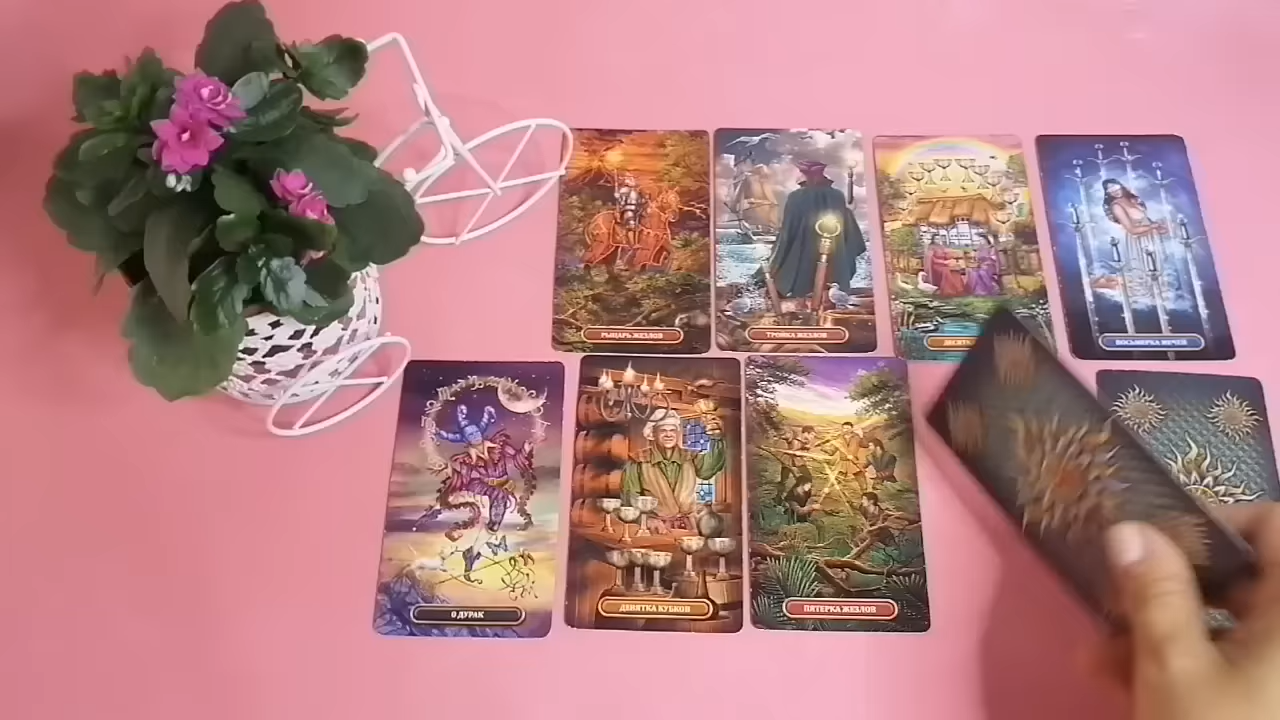 РЫЦАРЬ ЖЕЗЛОВ
ТРОЙКА ЖЕЗЛОВ
ВОСЬМЕРКА МЕЧЕЙ
0 ДУРАК
ДЕВЯТКА КУБКОВ
ПЯТЕРКА ЖЕЗЛОВ